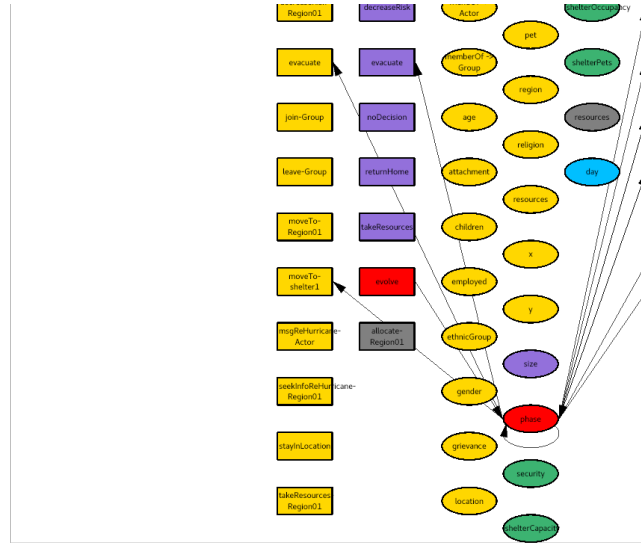 Region01
decreaseRisk
Actor
shelterOccupancy
pet
evacuate
evacuate
memberOf ->
Group
shelterPets
region
join-Group
noDecision
age
resources
religion
leave-Group
returnHome
attachment
day
resources
moveTo-
Region01
takeResources
children
x
moveTo-
shelter1
evolve
employed
y
msgReHurricane-
Actor
allocate-
Region01
ethnicGroup
size
seekInfoReHurricane-
Region01
gender
phase
stayInLocation
grievance
security
takeResources
Region01
location
shelterCapacity